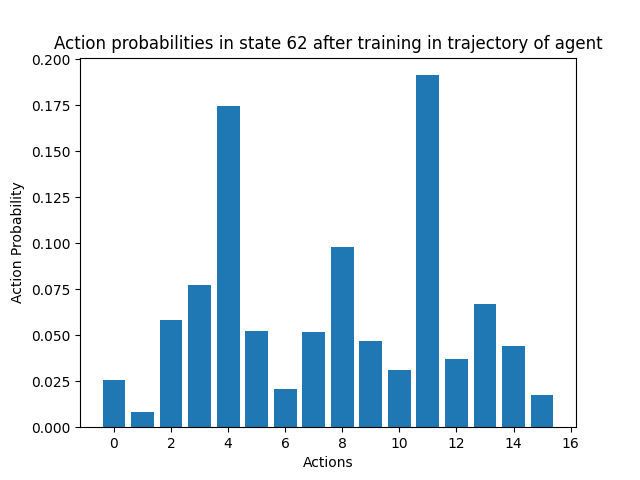 Action probabilities in state 62 after training in trajectory of agent
0.200
0.175
0.150
0.125
0.100
0.075
0.050
0.025
0.000
Action Probability
0 2 4 6 8 10 12 14 16
Actions